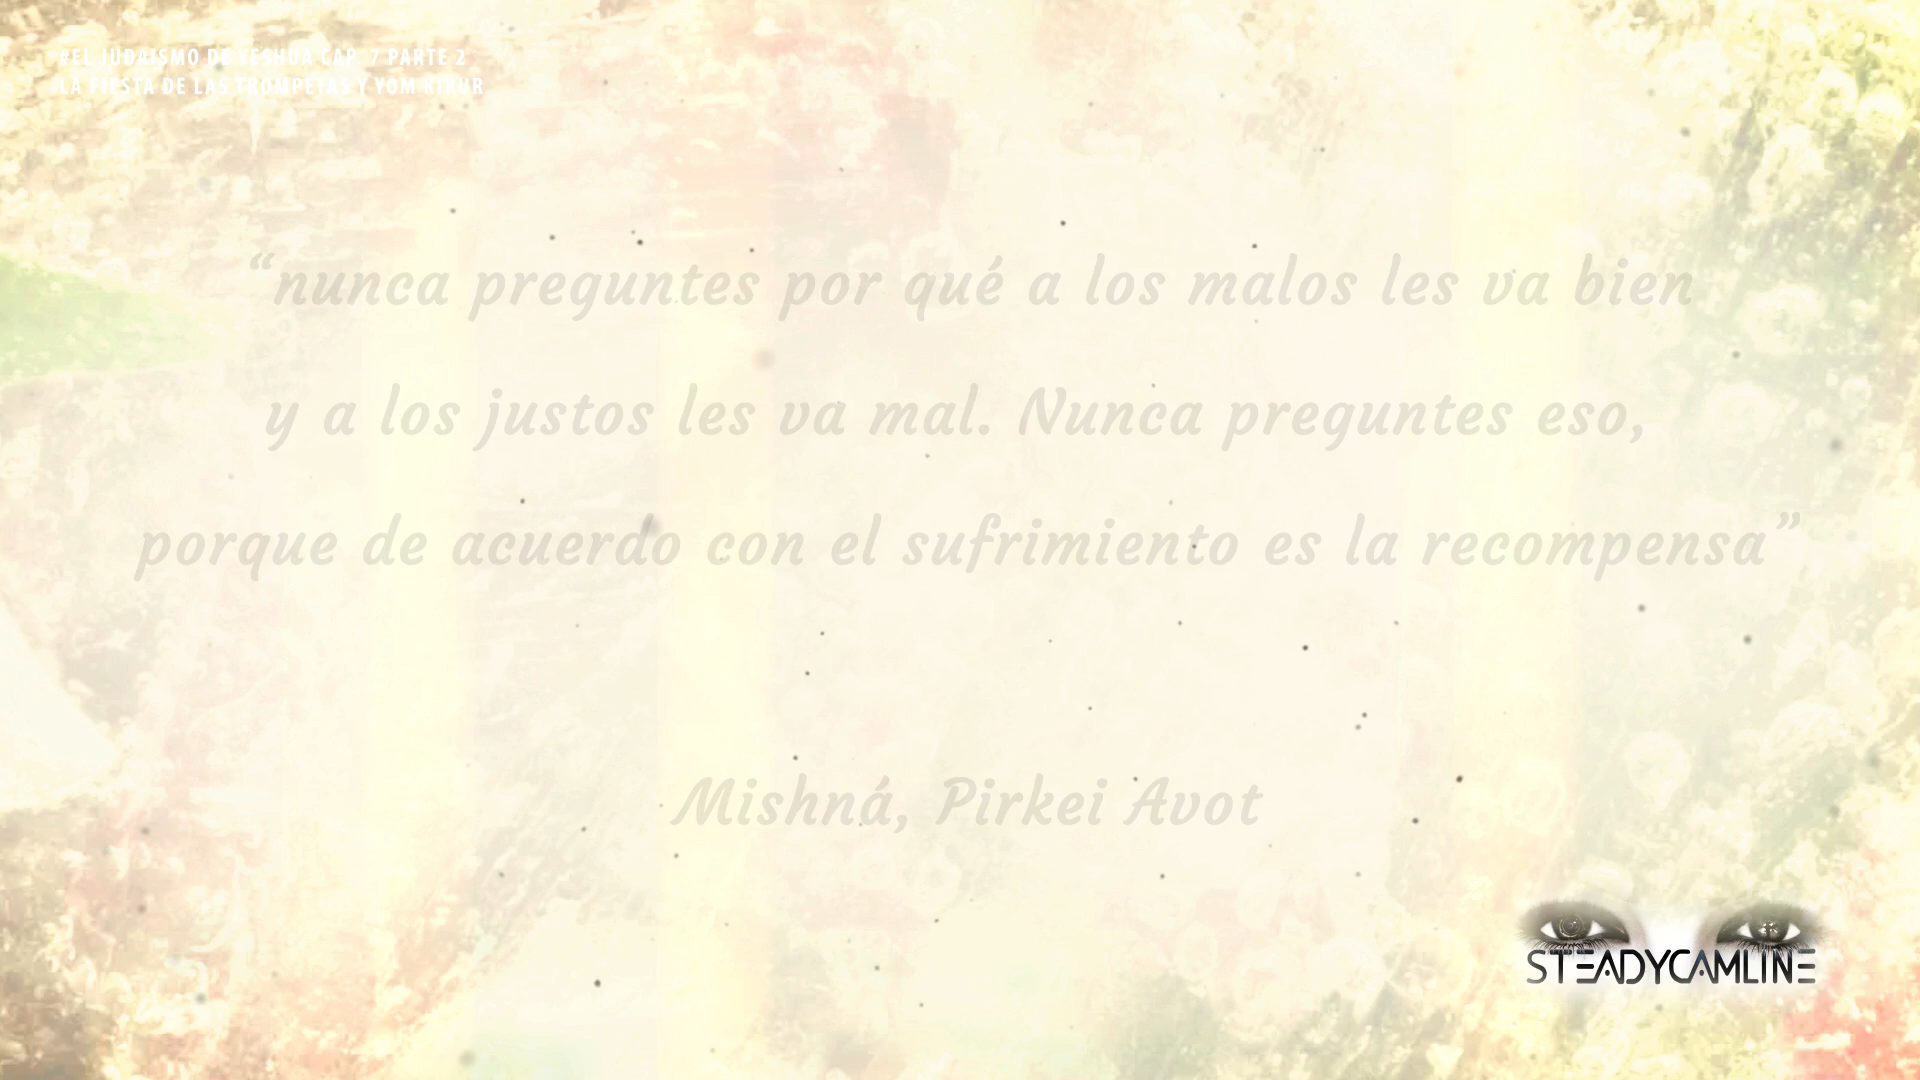 #EL JUDAISMO DE YESHUA CAP. 7 PARTE 2
LA FIESTA DE LAS TROMPETAS Y YOM KIPUR
“nunca preguntes por qué a los malos les va bien
y a los justos les va mal. Nunca preguntes eso,
porque de acuerdo con el sufrimiento es la recompensa”
Mishná, Pirkei Avot
STEADYCAMLINE